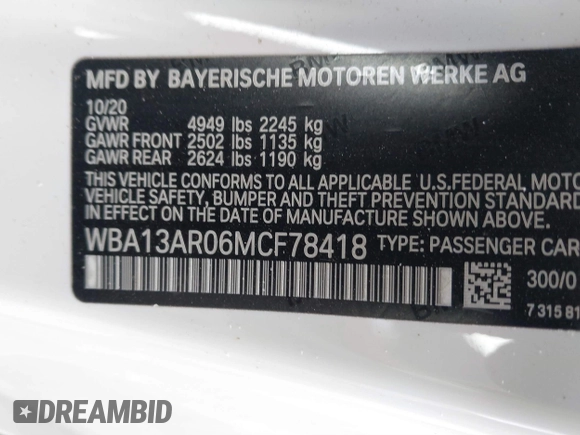 MFD BY BAYERISCHE MOTOREN WERKE AG
10/20
GVWR 4949 lbs 2245 kg
GAWR FRONT 2502 lbs 1135 kg
GAWR REAR 2624 lbs 1190 kg
THIS VEHICLE CONFORMS TO ALL APPLICABLE U.S.FEDERAL MOTO
VEHICLE SAFETY, BUMPER AND THEFT PREVENTION STANDARD
IN EFFECT ON THE DATE OF MANUFACTURE SHOWN ABOVE.
WBA13AR06MCF78418 TYPE: PASSENGER CAR
300/0
7 315 81
DREAMBID